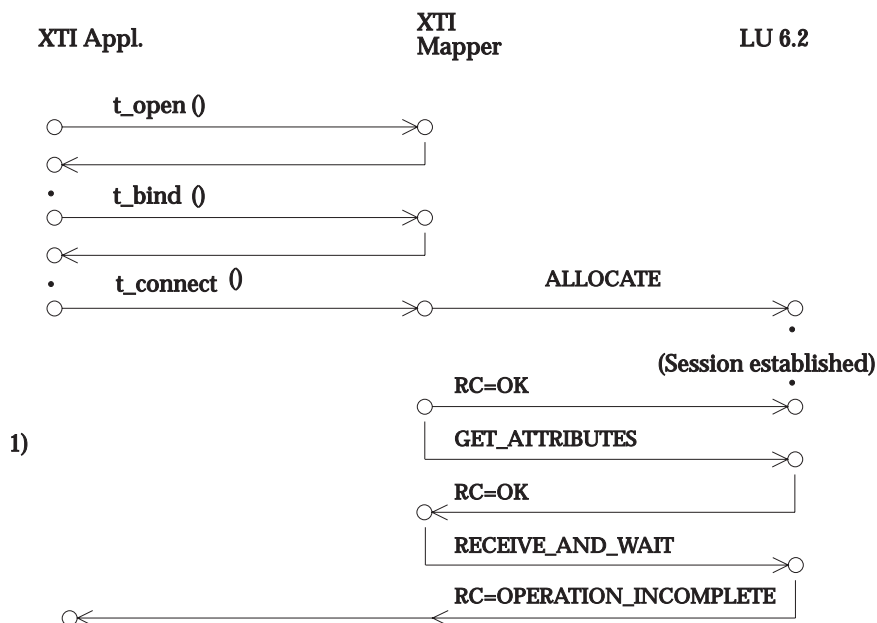 XTI Appl.
XTI
Mapper
LU 6.2
t_open ()
t_bind ()
t_connect ()
ALLOCATE
(Session established)
RC=OK
1)
GET_ATTRIBUTES
RC=OK
RECEIVE_AND_WAIT
RC=OPERATION_INCOMPLETE